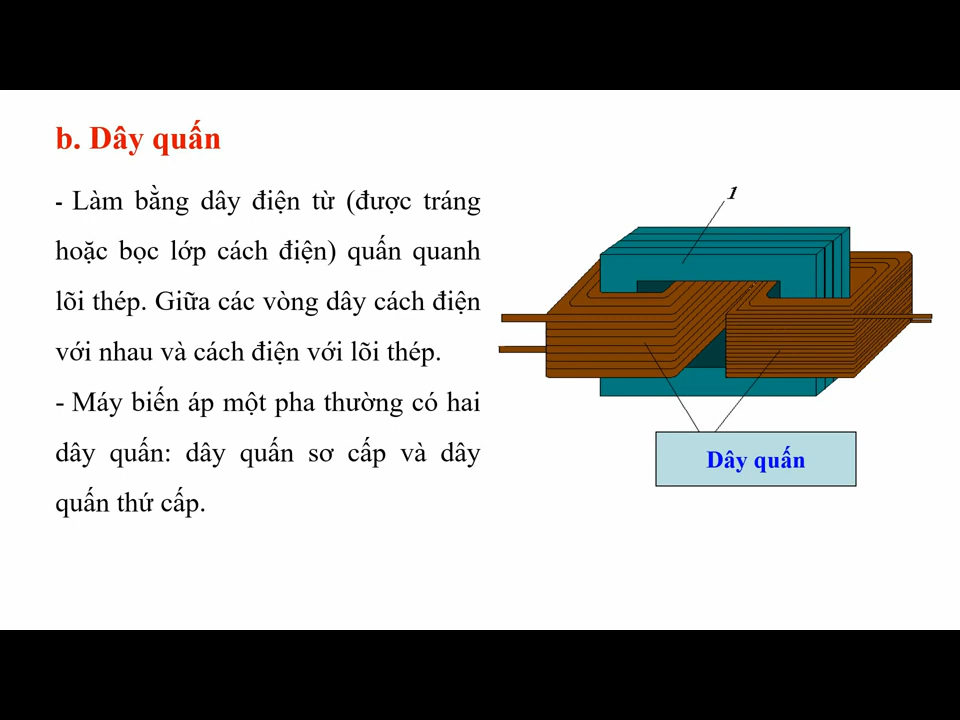 b. Dây quấn
- Làm bằng dây điện từ (được tráng
hoặc bọc lớp cách điện) quấn quanh
lõi thép. Giữa các vòng dây cách điện
với nhau và cách điện với lõi thép.
- Máy biến áp một pha thường có hai
dây quấn: dây quấn sơ cấp và dây
quấn thứ cấp.
1
Dây quấn